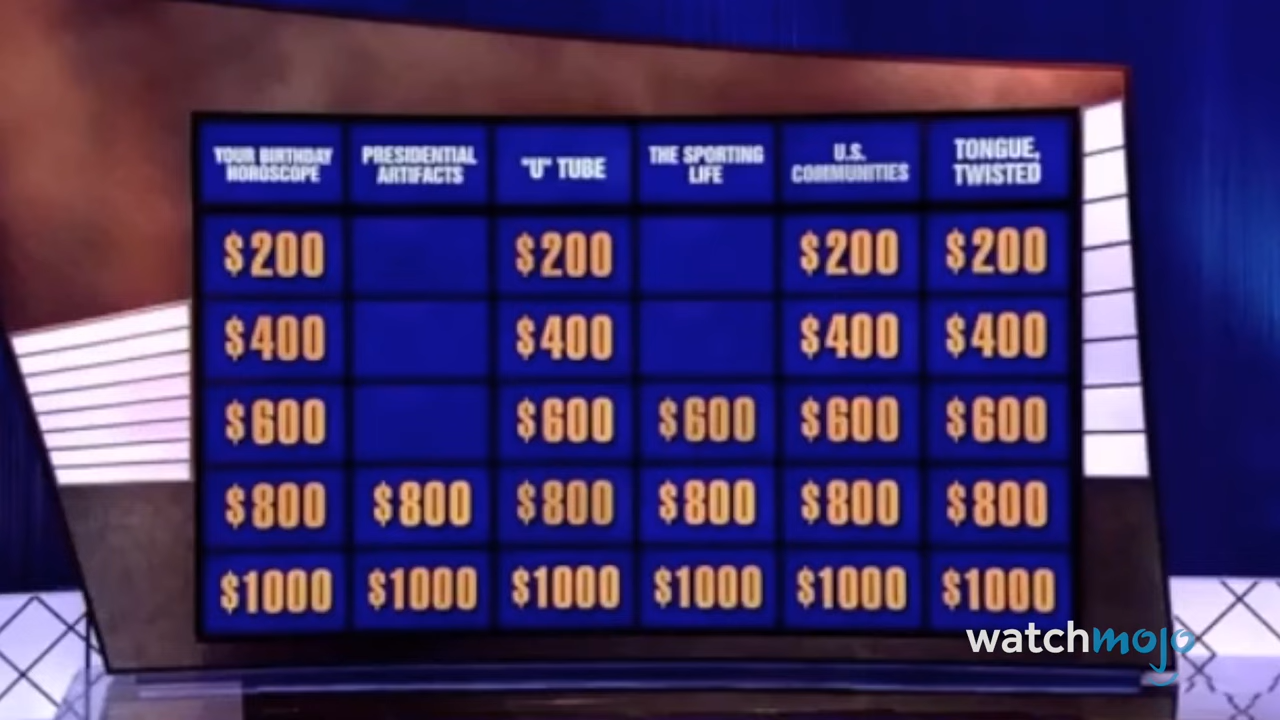 YOUR BIRTHDAY
HOROSCOPE
PRESIDENTIAL
ARTIFACTS
"U" TUBE
THE SPORTING
LIFE
U.S.
COMMUNITIES
TONGUE,
TWISTED
$200 $200 $200 $200
$400 $400 $400 $400
$600 $600 $600 $600 $600
$800 $800 $800 $800 $800 $800
$1000 $1000 $1000 $1000 $1000 $1000
watchmojo